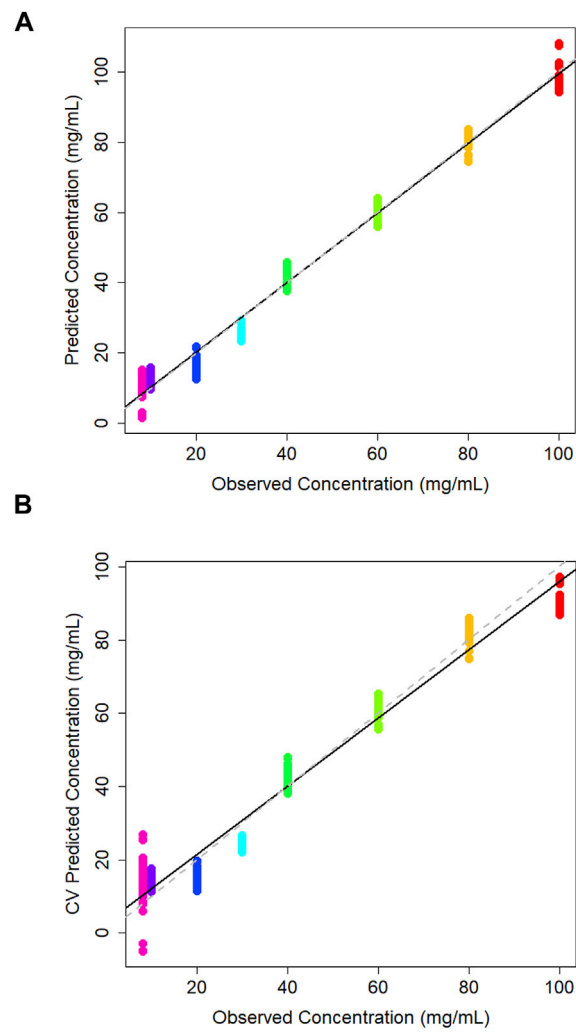 A
Predicted Concentration (mg/mL)
100
80
60
40
20
0
20 40 60 80 100
Observed Concentration (mg/mL)
B
CV Predicted Concentration (mg/mL)
100
80
60
40
20
0
20 40 60 80 100
Observed Concentration (mg/mL)